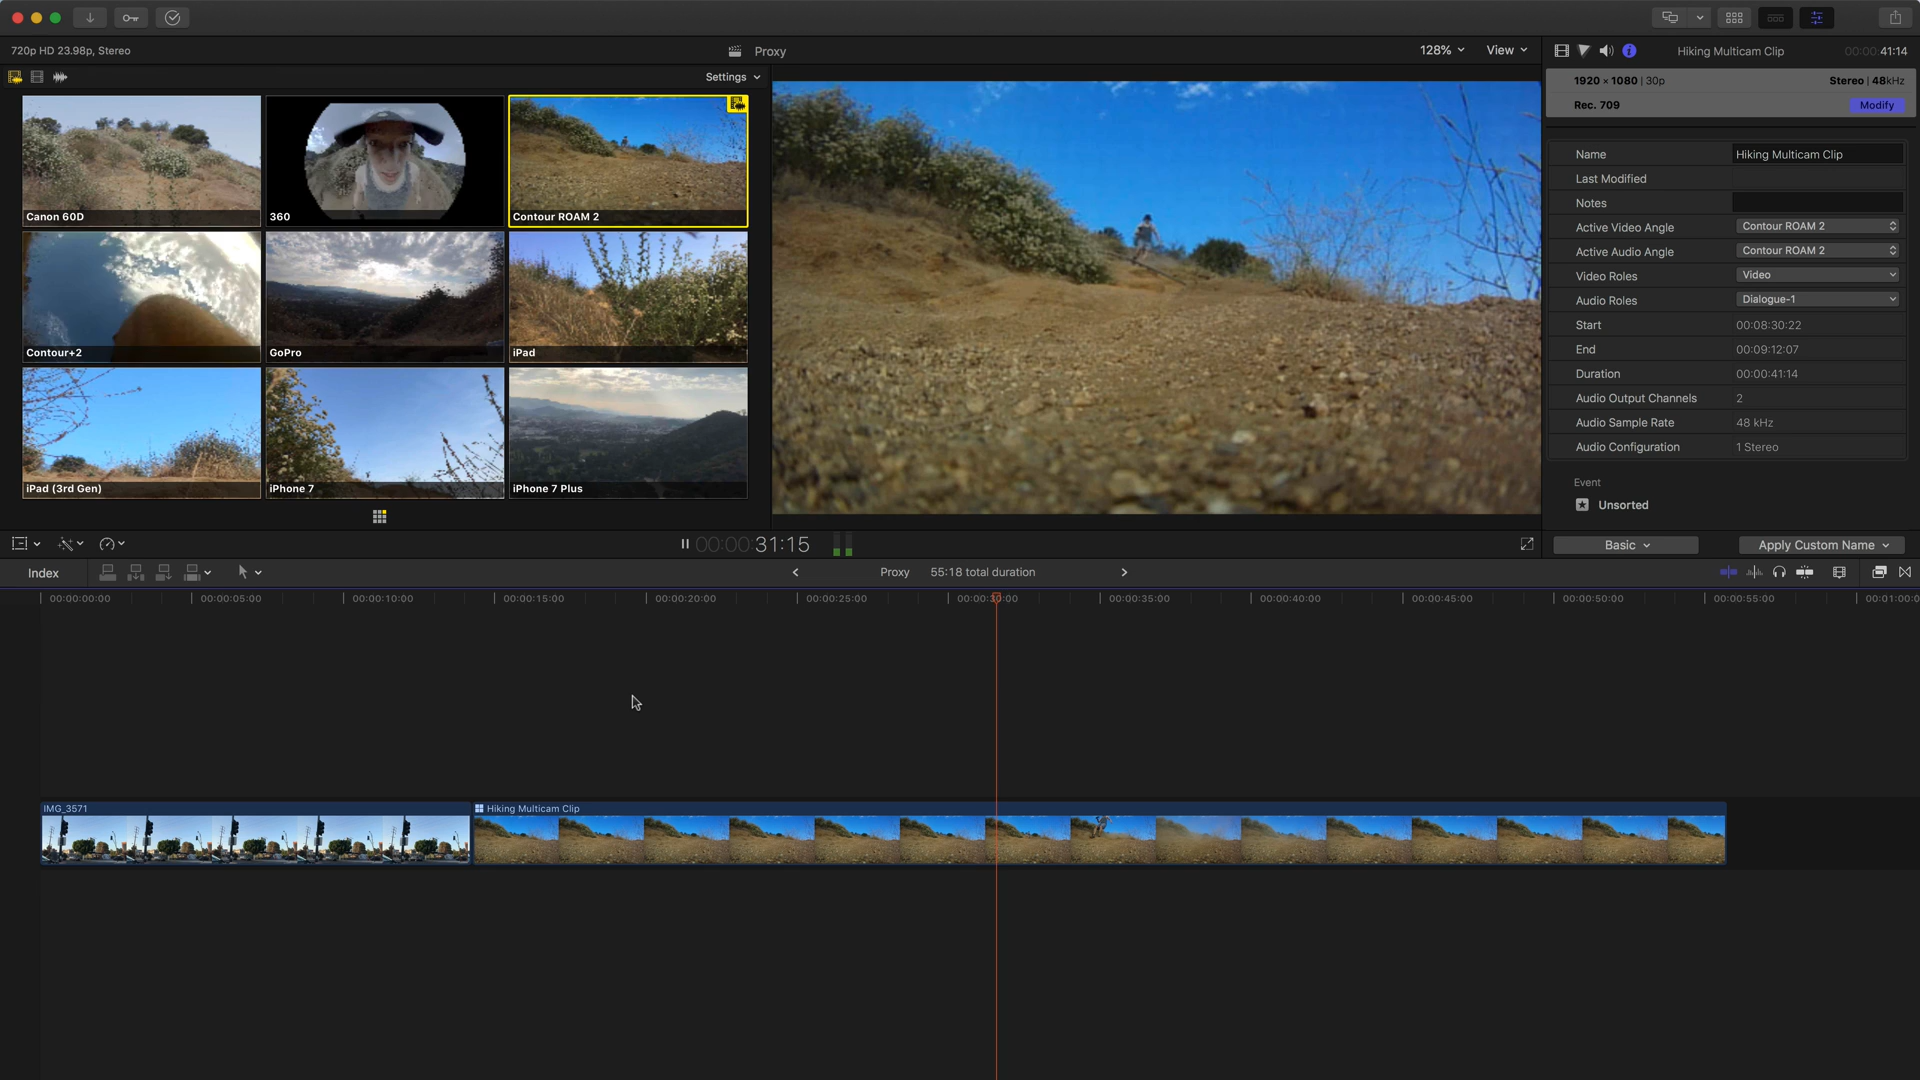 720p HD 23.98p, Stereo
Proxy
128%
View
Hiking Multicam Clip
00:00:41:14
Settings
1920 × 1080 | 30p
Stereo | 48kHz
Rec. 709
Modify
Canon 60D
360
Contour ROAM 2
Contour+2
GoPro
iPad
iPad (3rd Gen)
iPhone 7
iPhone 7 Plus
Name
Hiking Multicam Clip
Last Modified
Notes
Active Video Angle
Contour ROAM 2
Active Audio Angle
Contour ROAM 2
Video Roles
Video
Audio Roles
Dialogue-1
Start
00:08:30:22
End
00:09:12:07
Duration
00:00:41:14
Audio Output Channels
2
Audio Sample Rate
48 kHz
Audio Configuration
1 Stereo
Event
Unsorted
00:00:31:15
Basic
Apply Custom Name
Index
Proxy
55:18 total duration
00:00:00:00
00:00:05:00
00:00:10:00
00:00:15:00
00:00:20:00
00:00:25:00
00:00:30:00
00:00:35:00
00:00:40:00
00:00:45:00
00:00:50:00
00:00:55:00
00:01:00:0
IMG_3571
Hiking Multicam Clip